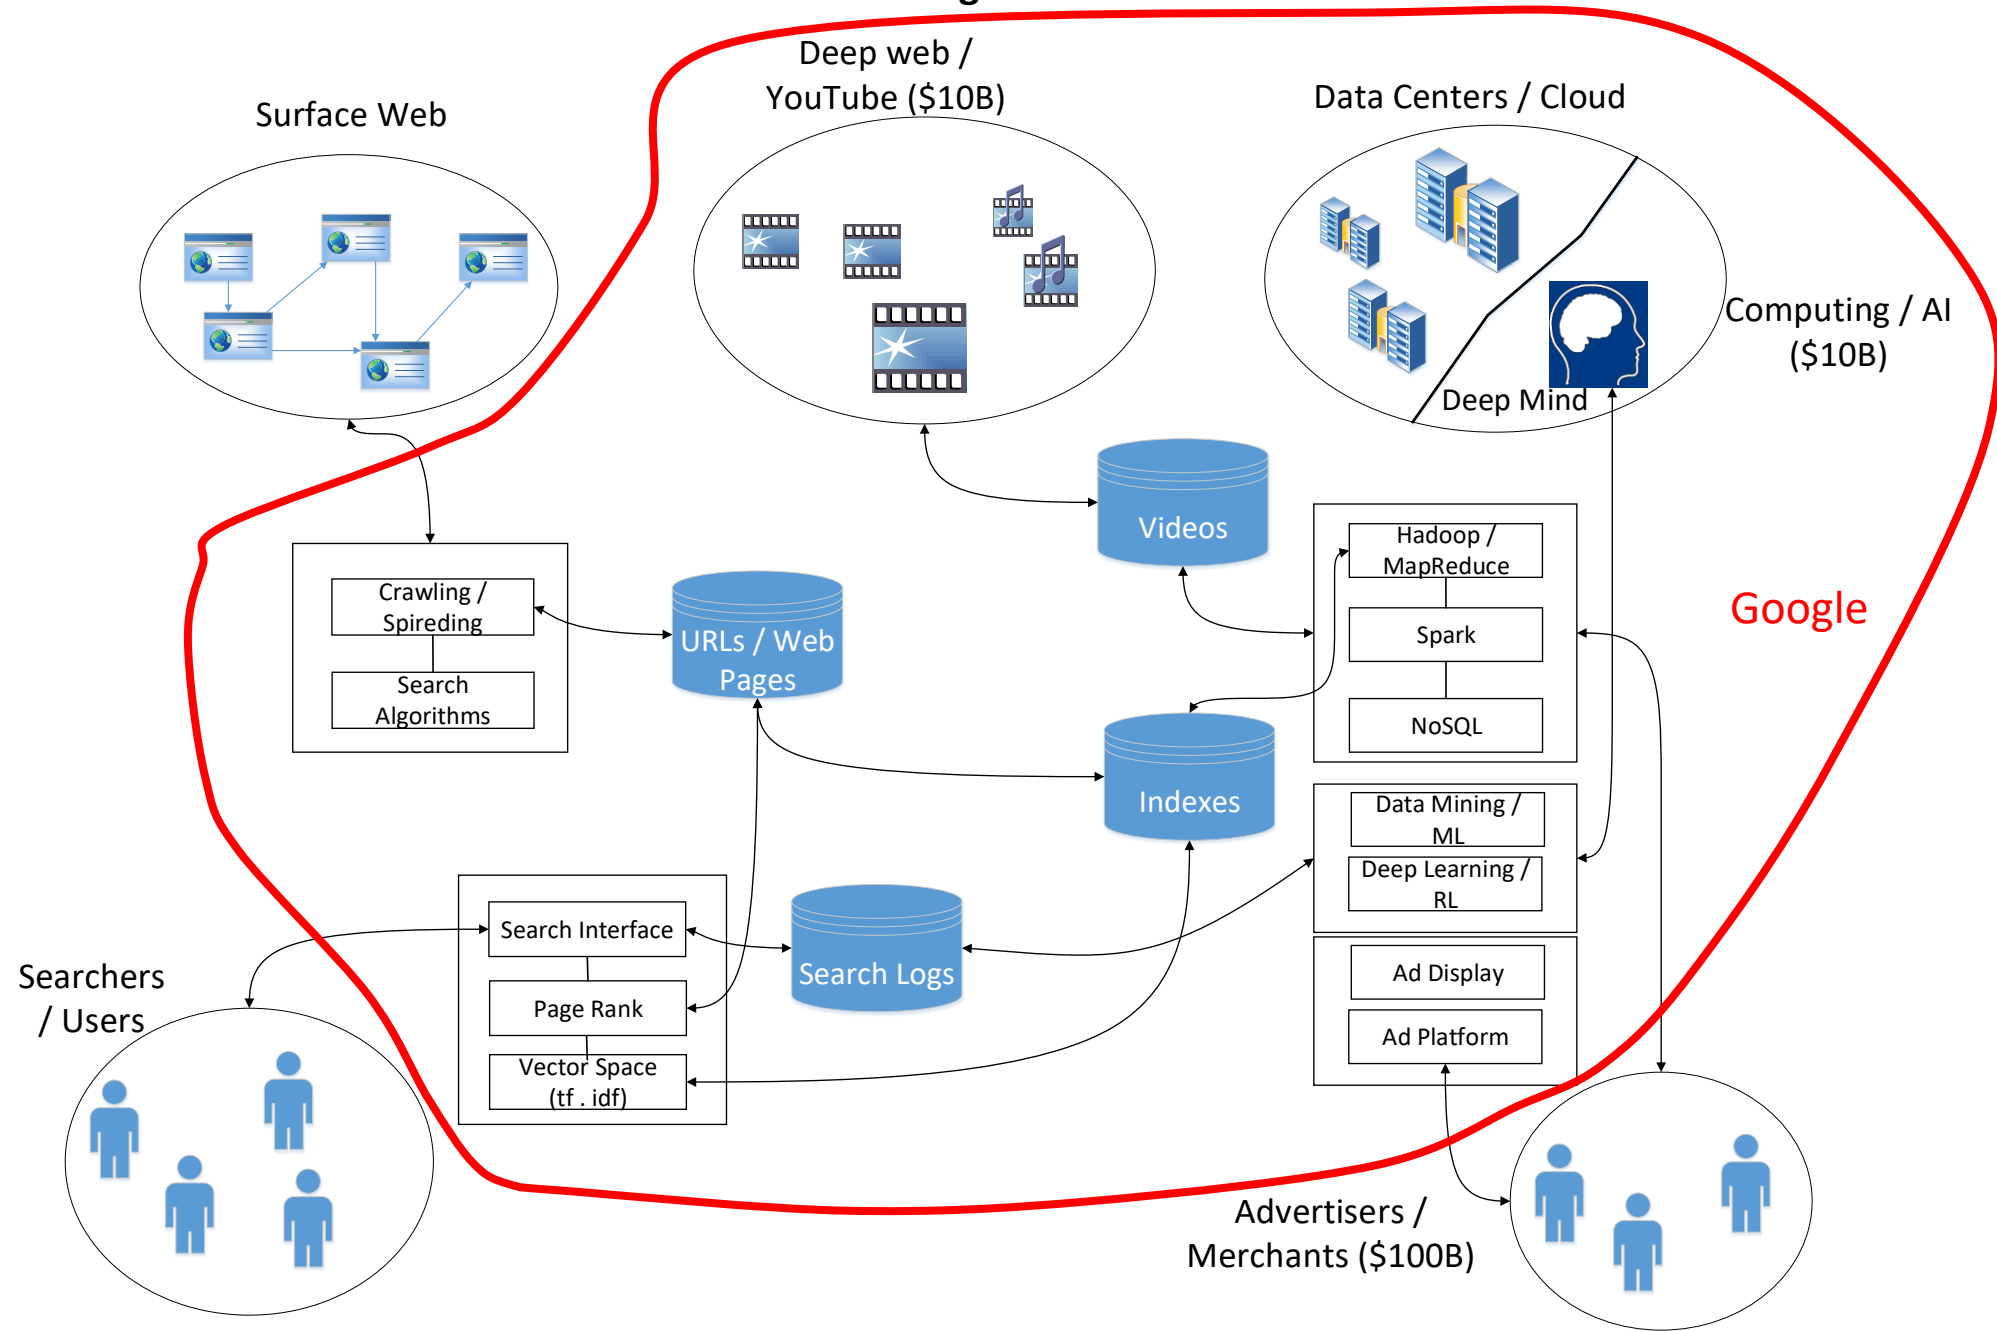 Deep web /
YouTube ($10B)
Data Centers / Cloud
Surface Web
Computing / AI
($10B)
Deep Mind
Videos
Hadoop /
MapReduce
Spark
NoSQL
Google
Crawling /
Spireding
Search
Algorithms
URLs / Web
Pages
Indexes
Data Mining /
ML
Deep Learning /
RL
Search Interface
Page Rank
Vector Space
(tf . idf)
Search Logs
Ad Display
Ad Platform
Searchers
/ Users
Advertisers /
Merchants ($100B)